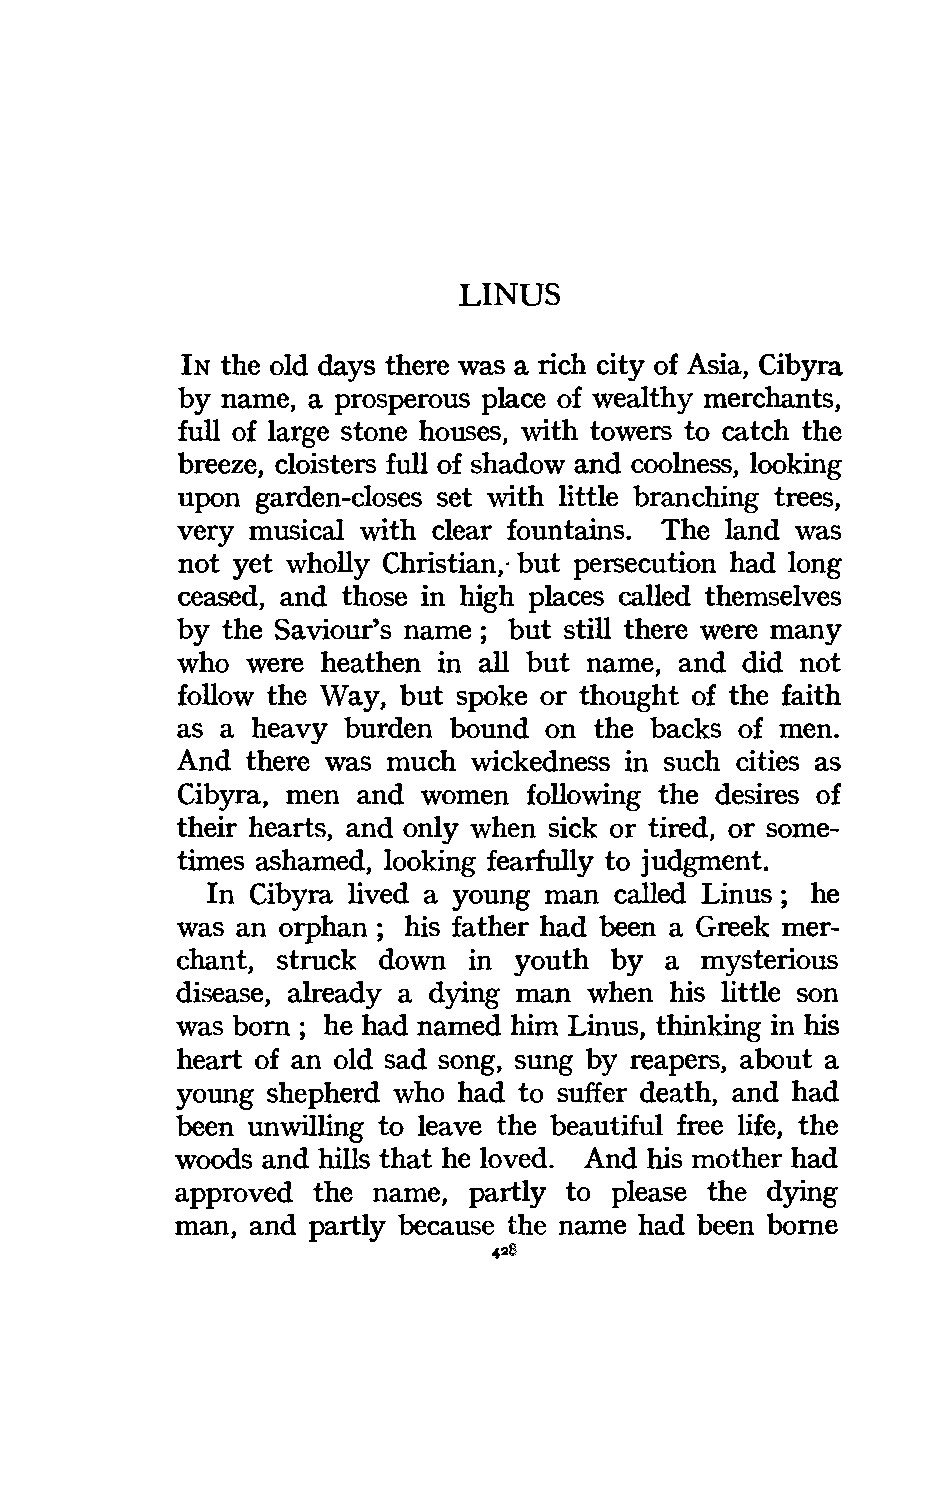 LINUS
In the old days there was a rich city of Asia, Cibyra
by name, a prosperous place of wealthy merchants,
full of large stone houses, with towers to catch the
breeze, cloisters full of shadow and coolness, looking
upon garden-closes set with little branching trees,
very musical with clear fountains. The land was
not yet wholly Christian, but persecution had long
ceased, and those in high places called themselves
by the Saviour's name ; but still there were many
who were heathen in all but name, and did not
follow the Way, but spoke or thought of the faith
as a heavy burden bound on the backs of men.
And there was much wickedness in such cities as
Cibyra, men and women following the desires of
their hearts, and only when sick or tired, or some-
times ashamed, looking fearfully to judgment.
In Cibyra lived a young man called Linus ; he
was an orphan ; his father had been a Greek mer-
chant, struck down in youth by a mysterious
disease, already a dying man when his little son
was born ; he had named him Linus, thinking in his
heart of an old sad song, sung by reapers, about a
young shepherd who had to suffer death, and had
been unwilling to leave the beautiful free life, the
woods and hills that he loved. And his mother had
approved the name, partly to please the dying
man, and partly because the name had been borne
428